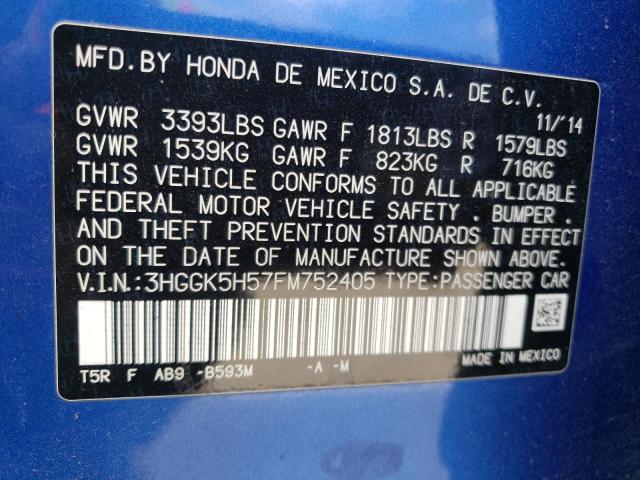 MFD.BY HONDA DE MEXICO S.A. DE C.V.
11/'14
GVWR 3393LBS GAWR F 1813LBS R 1579LBS
GVWR 1539KG GAWR F 823KG R 716KG
THIS VEHICLE CONFORMS TO ALL APPLICABLE
FEDERAL MOTOR VEHICLE SAFETY . BUMPER .
AND THEFT PREVENTION STANDARDS IN EFFECT
ON THE DATE OF MANUFACTURE SHOWN ABOVE.
V.I.N.:3HGGK5H57FM752405 TYPE:PASSENGER CAR
MADE IN MEXICO
T5R F AB9 -B593M -A -M